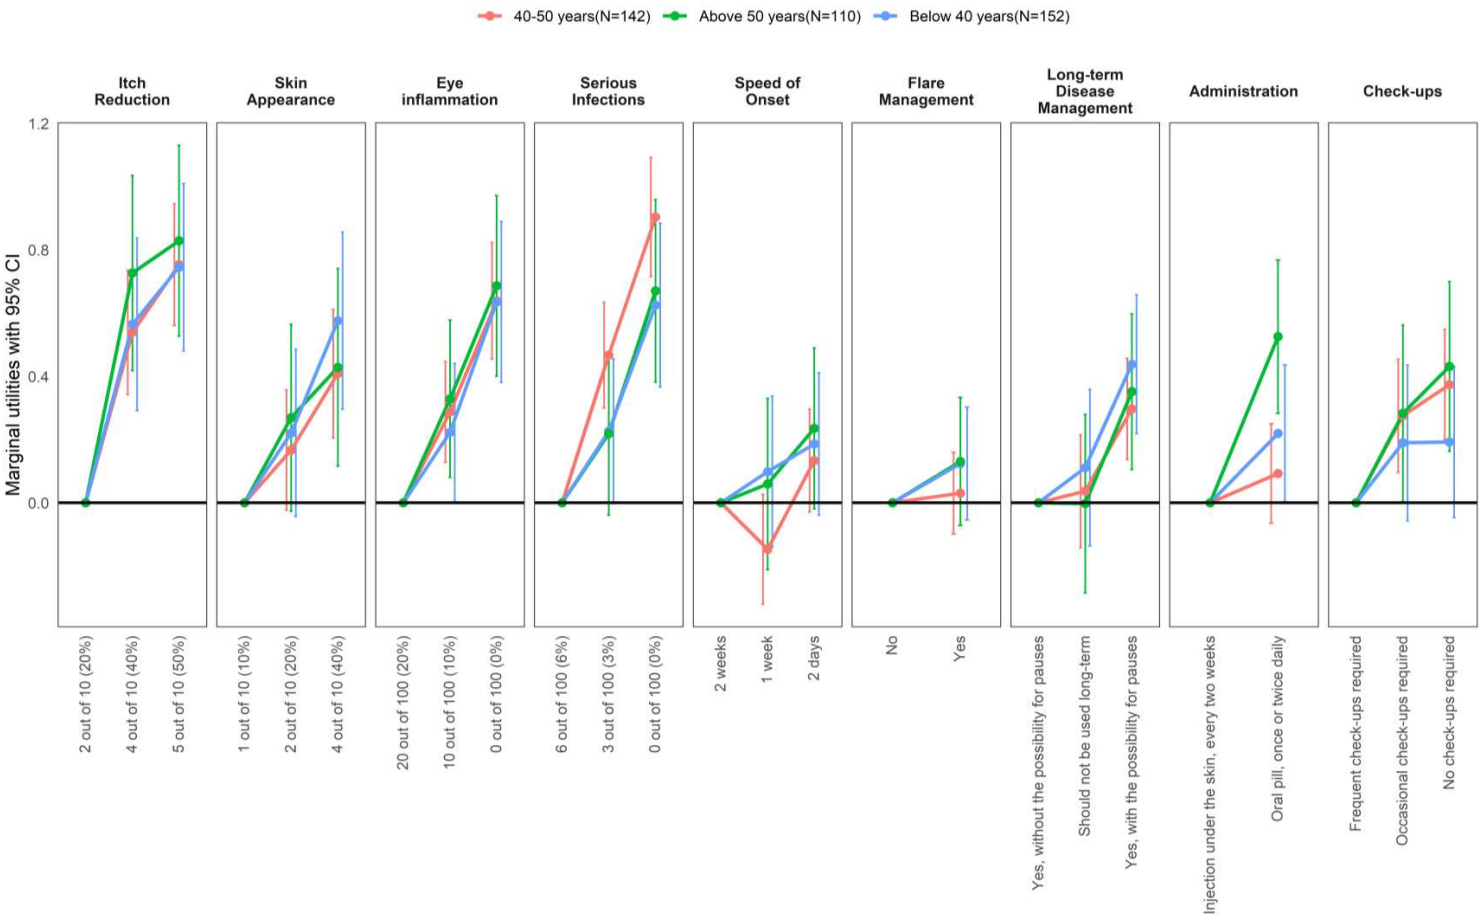 40-50 years(N=142) Above 50 years(N=110) Below 40 years(N=152)
Itch
Reduction
Skin
Appearance
Eye
inflammation
Serious
Infections
Speed of
Onset
Flare
Management
Long-term
Disease
Management
Administration
Check-ups
Marginal utilities with 95% CI
1.2
0.8
0.4
0.0
2 out of 10 (20%)
4 out of 10 (40%)
5 out of 10 (50%)
1 out of 10 (10%)
2 out of 10 (20%)
4 out of 10 (40%)
20 out of 100 (20%)
10 out of 100 (10%)
0 out of 100 (0%)
6 out of 100 (6%)
3 out of 100 (3%)
0 out of 100 (0%)
2 weeks
1 week
2 days
No
Yes
Yes, without the possibility for pauses
Should not be used long-term
Yes, with the possibility for pauses
Injection under the skin, every two weeks
Oral pill, once or twice daily
Frequent check-ups required
Occasional check-ups required
No check-ups required